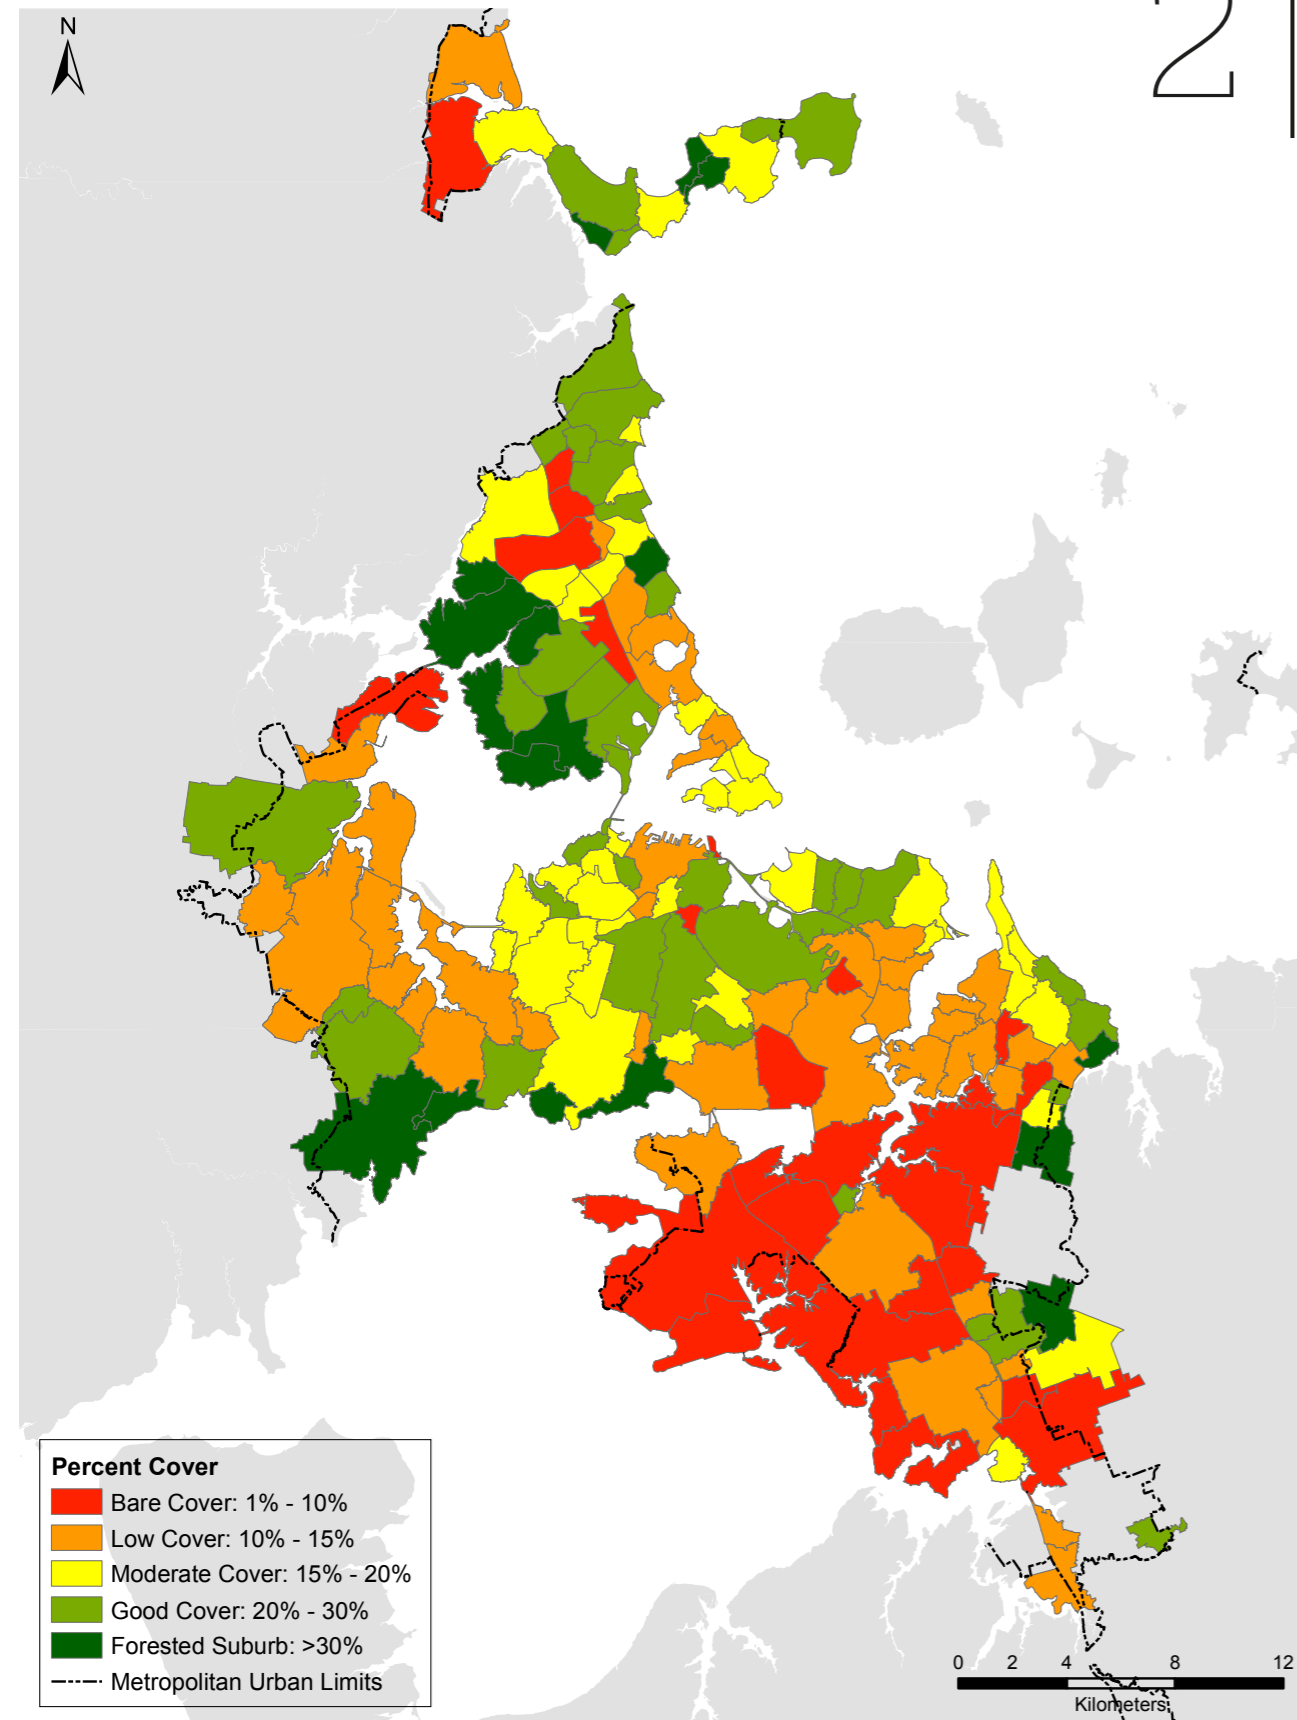 21
N
Percent Cover
Bare Cover: 1% - 10%
Low Cover: 10% - 15%
Moderate Cover: 15% - 20%
Good Cover: 20% - 30%
Forested Suburb: >30%
Metropolitan Urban Limits
0 2 4 8 12
Kilometers